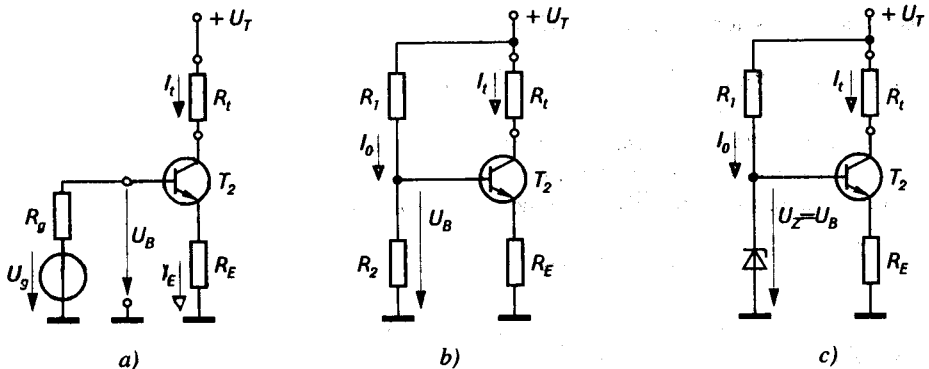 + U_T
I_t
R_t
T_2
R_g
U_g
U_B
I_E
R_E
a)
+ U_T
R_1
I_t
R_t
I_0
T_2
U_B
R_2
R_E
b)
+ U_T
R_1
I_t
R_t
I_0
T_2
U_Z=U_B
R_E
c)